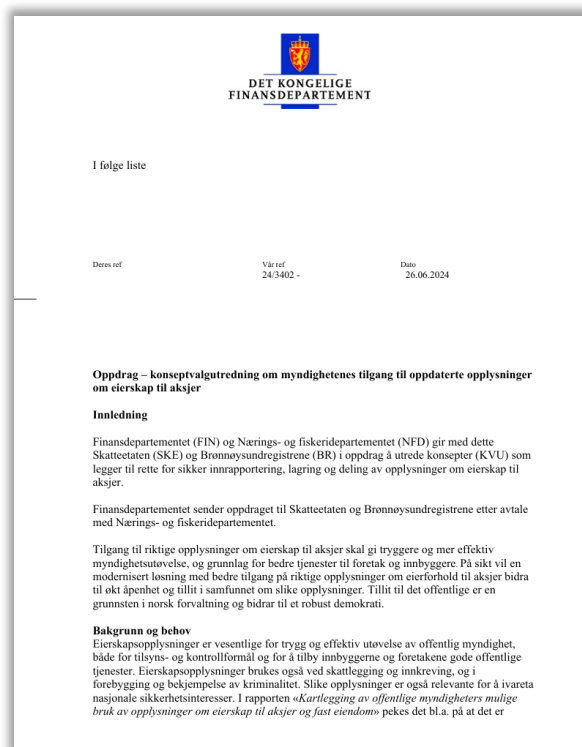 DET KONGELIGE
FINANSDEPARTEMENT
I følge liste
Deres ref
Vår ref
24/3402 -
Dato
26.06.2024
Oppdrag – konseptvalgutredning om myndighetenes tilgang til oppdaterte opplysninger
om eierskap til aksjer
Innledning
Finansdepartementet (FIN) og Nærings- og fiskeridepartementet (NFD) gir med dette
Skatteetaten (SKE) og Brønnøysundregistrene (BR) i oppdrag å utrede konsepter (KVU) som
legger til rette for sikker innrapportering, lagring og deling av opplysninger om eierskap til
aksjer.
Finansdepartementet sender oppdraget til Skatteetaten og Brønnøysundregistrene etter avtale
med Nærings- og fiskeridepartementet.
Tilgang til riktige opplysninger om eierskap til aksjer skal gi tryggere og mer effektiv
myndighetsutøvelse, og grunnlag for bedre tjenester til foretak og innbyggere. På sikt vil en
modernisert løsning med bedre tilgang på riktige opplysninger om eierforhold til aksjer bidra
til økt åpenhet og tillit i samfunnet om slike opplysninger. Tillit til det offentlige er en
grunnsten i norsk forvaltning og bidrar til et robust demokrati.
Bakgrunn og behov
Eierskapsopplysninger er vesentlige for trygg og effektiv utøvelse av offentlig myndighet,
både for tilsyns- og kontrollformål og for å tilby innbyggerne og foretakene gode offentlige
tjenester. Eierskapsopplysninger brukes også ved skattlegging og innkreving, og i
forebygging og bekjempelse av kriminalitet. Slike opplysninger er også relevante for å ivareta
nasjonale sikkerhetsinteresser. I rapporten «Kartlegging av offentlige myndigheters mulige
bruk av opplysninger om eierskap til aksjer og fast eiendom» pekes det bl.a. på at det er